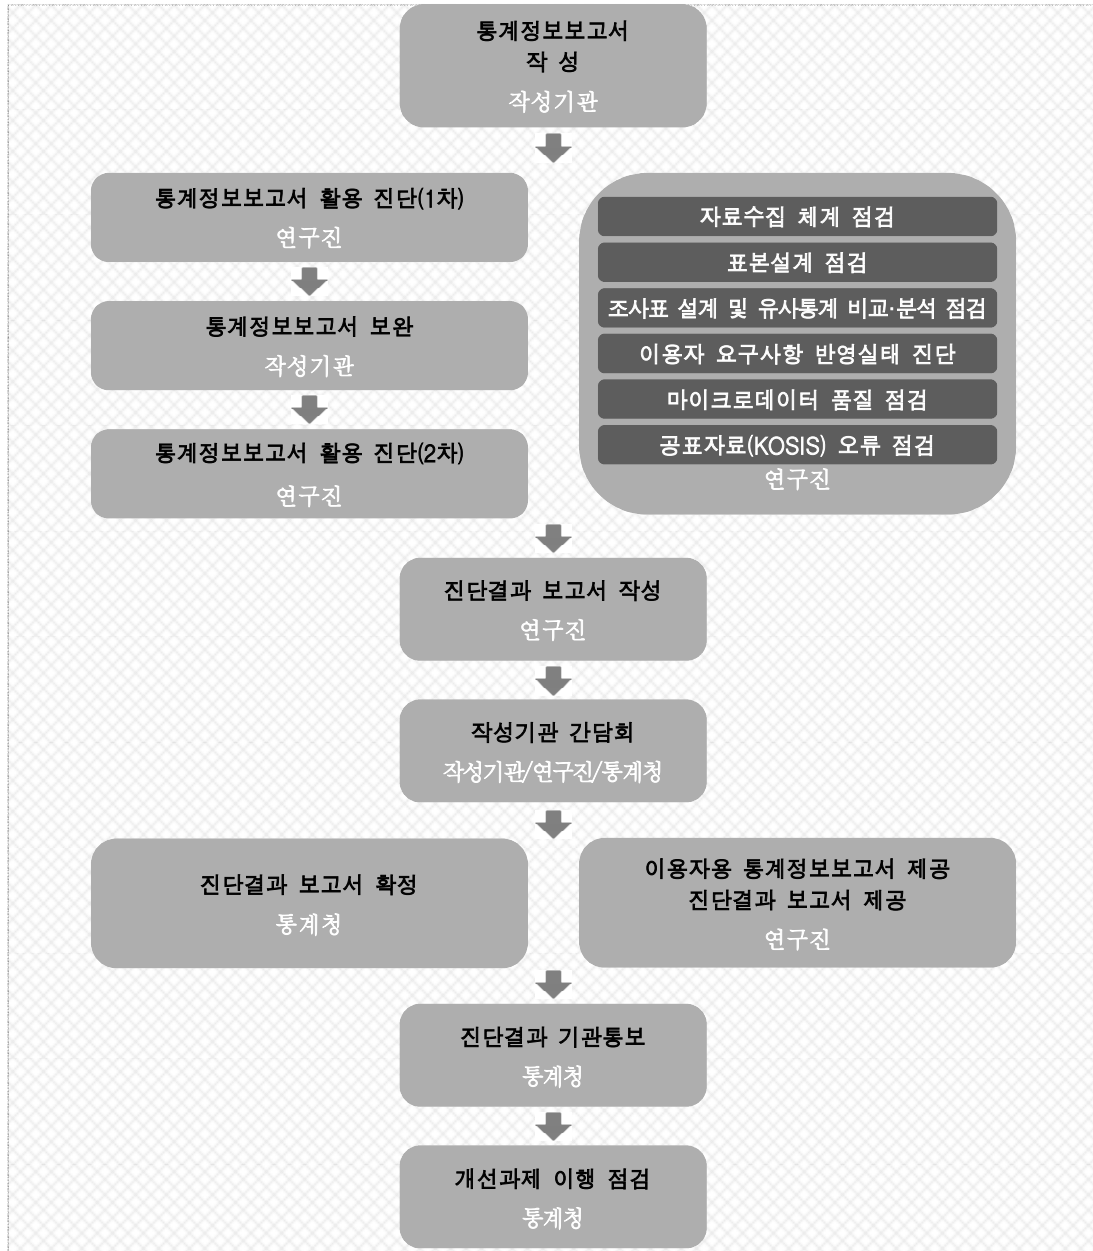 통계정보보고서
작 성
작성기관
통계정보보고서 활용 진단(1차)
연구진
통계정보보고서 보완
작성기관
통계정보보고서 활용 진단(2차)
연구진
자료수집 체계 점검
표본설계 점검
조사표 설계 및 유사통계 비교·분석 점검
이용자 요구사항 반영실태 진단
마이크로데이터 품질 점검
공표자료(KOSIS) 오류 점검
연구진
진단결과 보고서 작성
연구진
작성기관 간담회
작성기관/연구진/통계청
진단결과 보고서 확정
통계청
이용자용 통계정보보고서 제공
진단결과 보고서 제공
연구진
진단결과 기관통보
통계청
개선과제 이행 점검
통계청